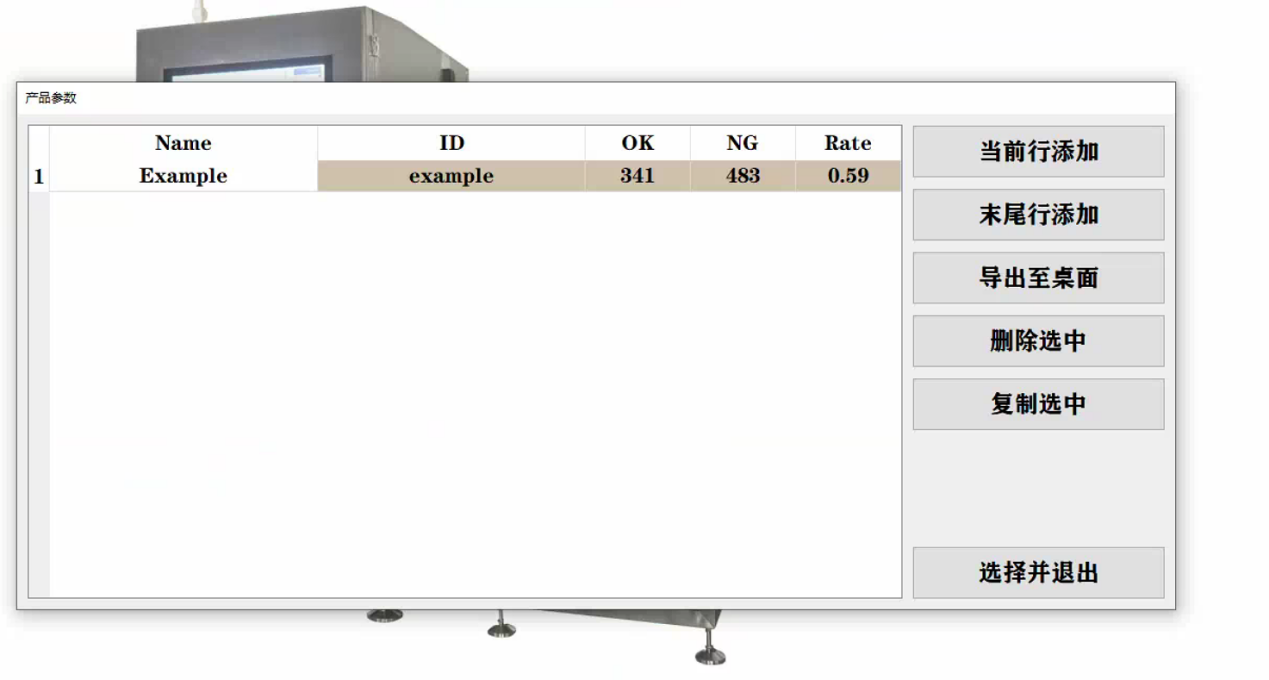 产品参数
Name ID OK NG Rate
1 Example example 341 483 0.59
当前行添加
末尾行添加
导出至桌面
删除选中
复制选中
选择并退出